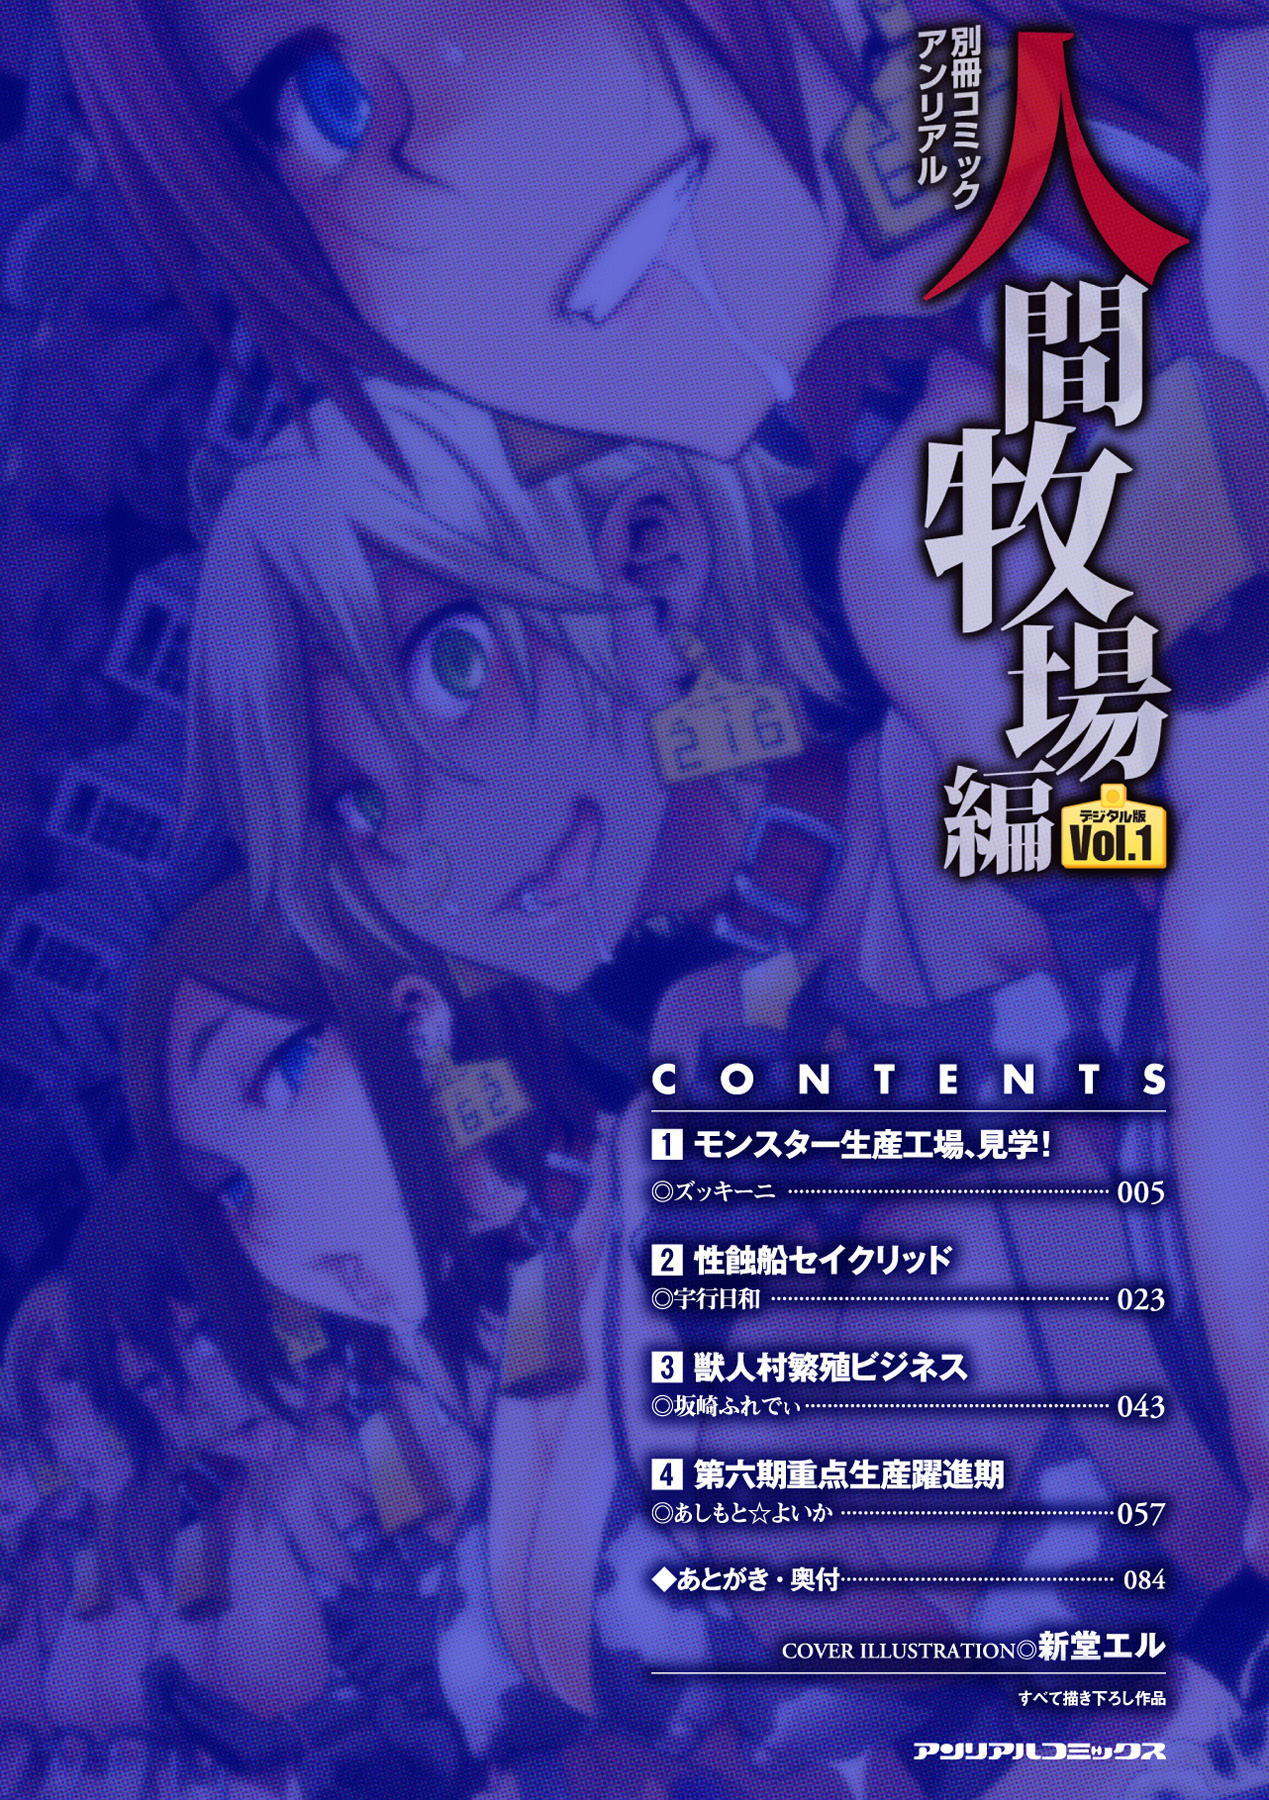 別冊コミック
アンリアル
人間牧場編
デジタル版
Vol.1
216
62
CONTENTS
1 モンスター生産工場、見学!
◎ズッキーニ 005
2 性蝕船セイクリッド
◎宇行日和 023
3 獣人村繁殖ビジネス
◎坂崎ふれでぃ 043
4 第六期重点生産躍進期
◎あしもと☆よいか 057
◆あとがき・奥付 084
COVER ILLUSTRATION◎新堂エル
すべて描き下ろし作品
アンリアルコミックス